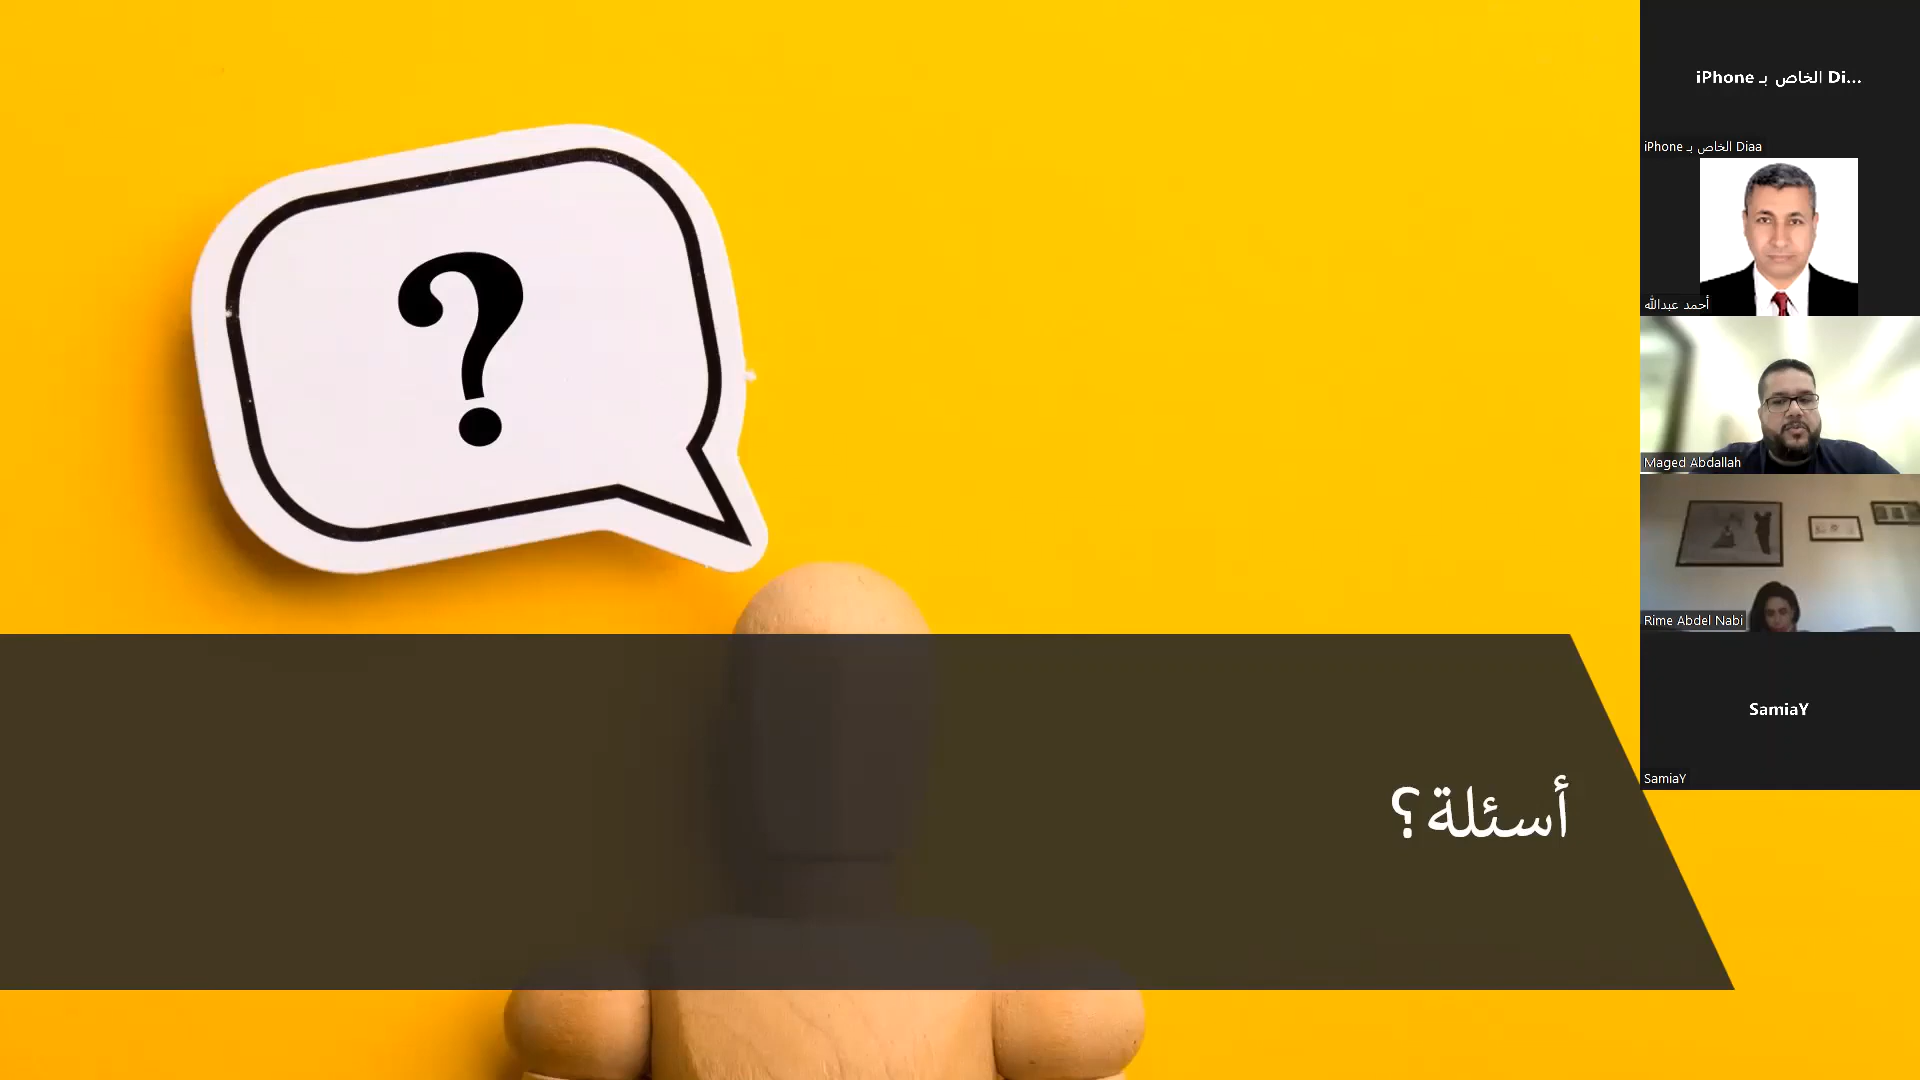 ?
أسئلة؟
iPhone الخاص بـ Di...
iPhone الخاص بـ Diaa
أحمد عبدالله
Maged Abdallah
Rime Abdel Nabi
SamiaY
SamiaY